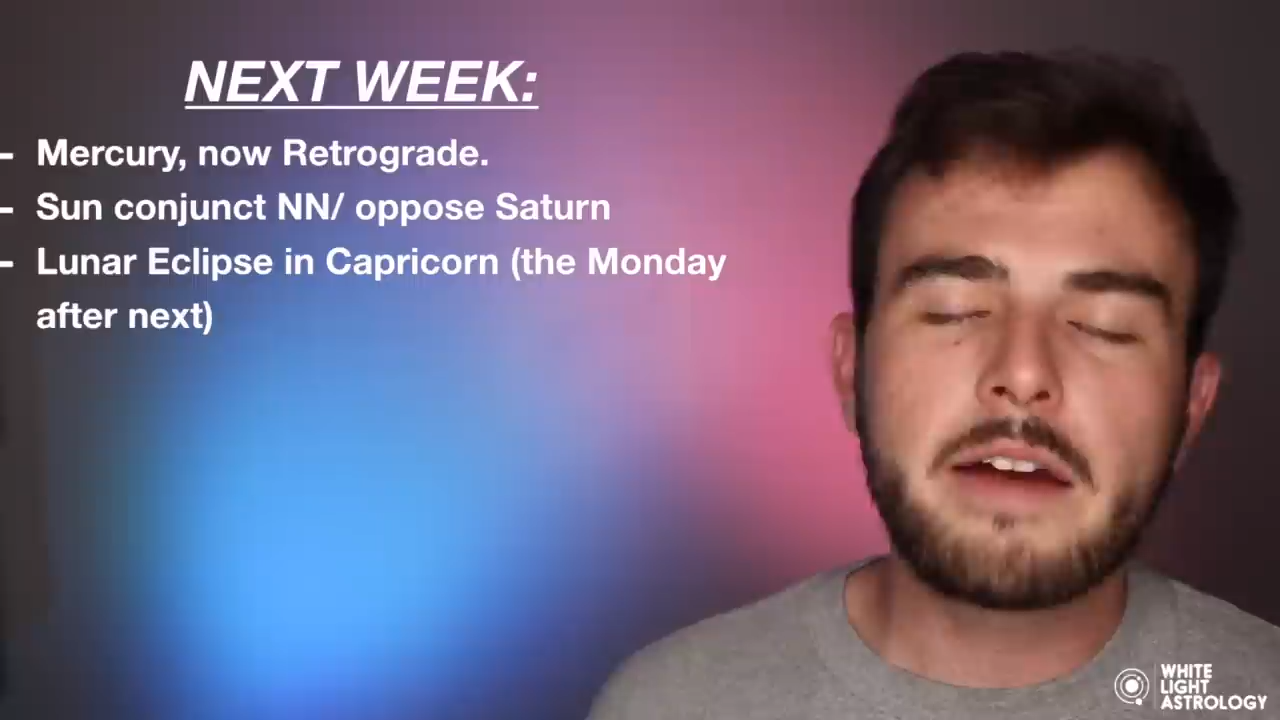 NEXT WEEK:
- Mercury, now Retrograde.
- Sun conjunct NN/ oppose Saturn
- Lunar Eclipse in Capricorn (the Monday
after next)
WHITE
LIGHT
ASTROLOGY